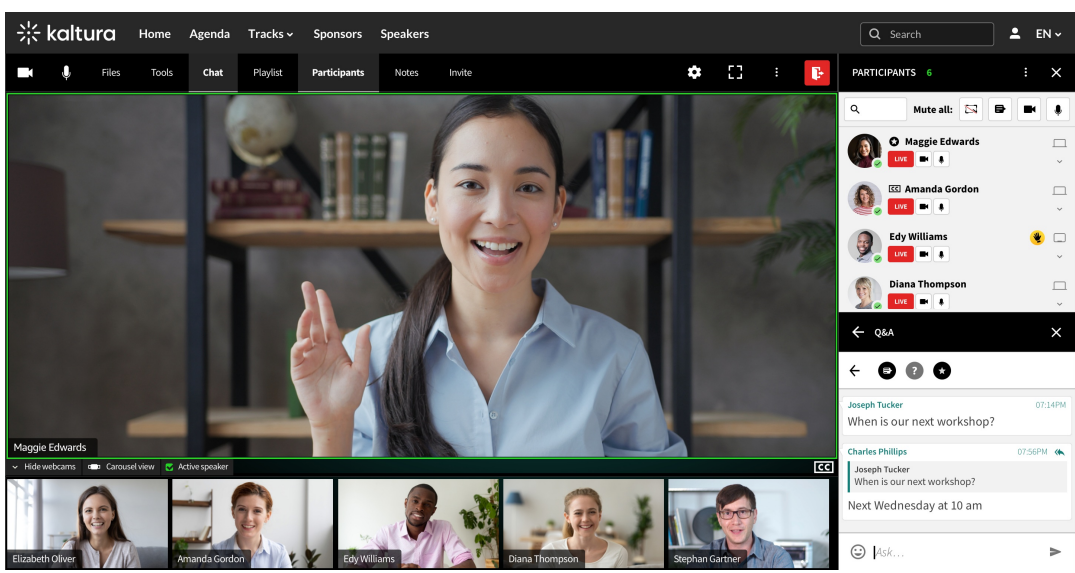 kaltura Home Agenda Tracks Sponsors Speakers Search EN
Files Tools Chat Playlist Participants Notes Invite
PARTICIPANTS 6
Mute all:
Maggie Edwards
LIVE
CC Amanda Gordon
LIVE
Edy Williams
LIVE
Diana Thompson
LIVE
Maggie Edwards
Hide webcams Carousel view Active speaker CC
Elizabeth Oliver
Amanda Gordon
Edy Williams
Diana Thompson
Stephan Gartner
Q&A
?
Joseph Tucker 07:14PM
When is our next workshop?
Charles Phillips 07:56PM
Joseph Tucker
When is our next workshop?
Next Wednesday at 10 am
Ask...